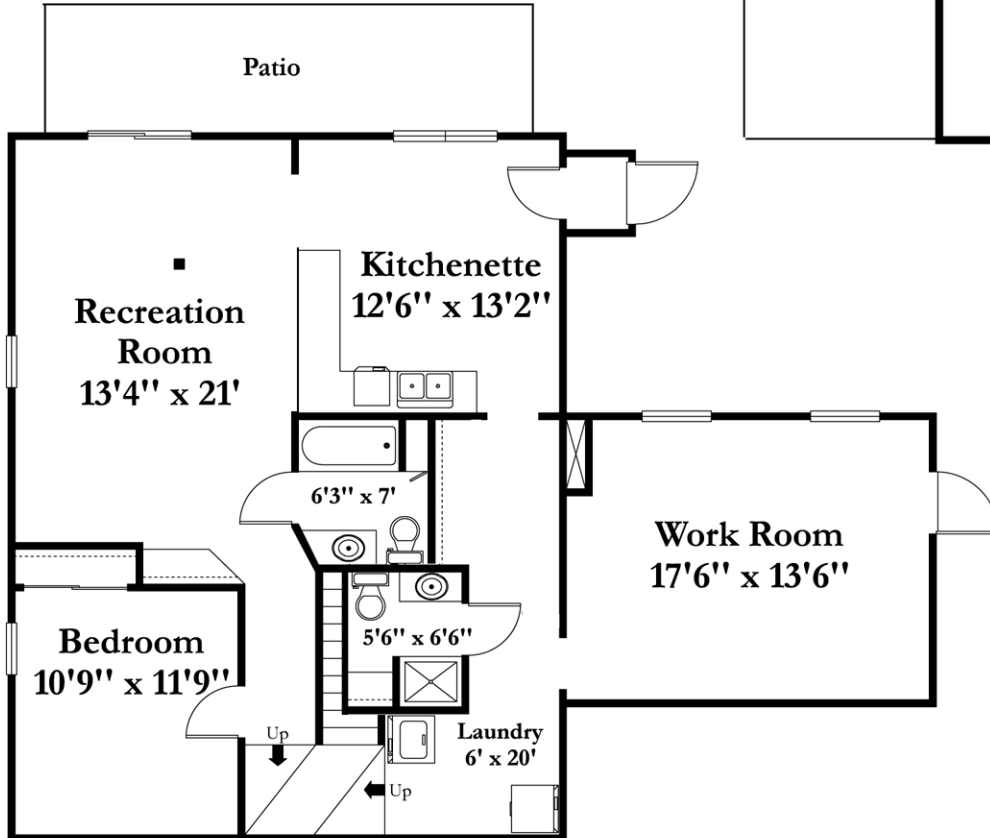 Patio
Kitchenette
12'6'' x 13'2''
Recreation
Room
13'4'' x 21'
6'3'' x 7'
Work Room
17'6'' x 13'6''
Bedroom
10'9'' x 11'9''
5'6'' x 6'6''
Up
Laundry
6' x 20'
Up